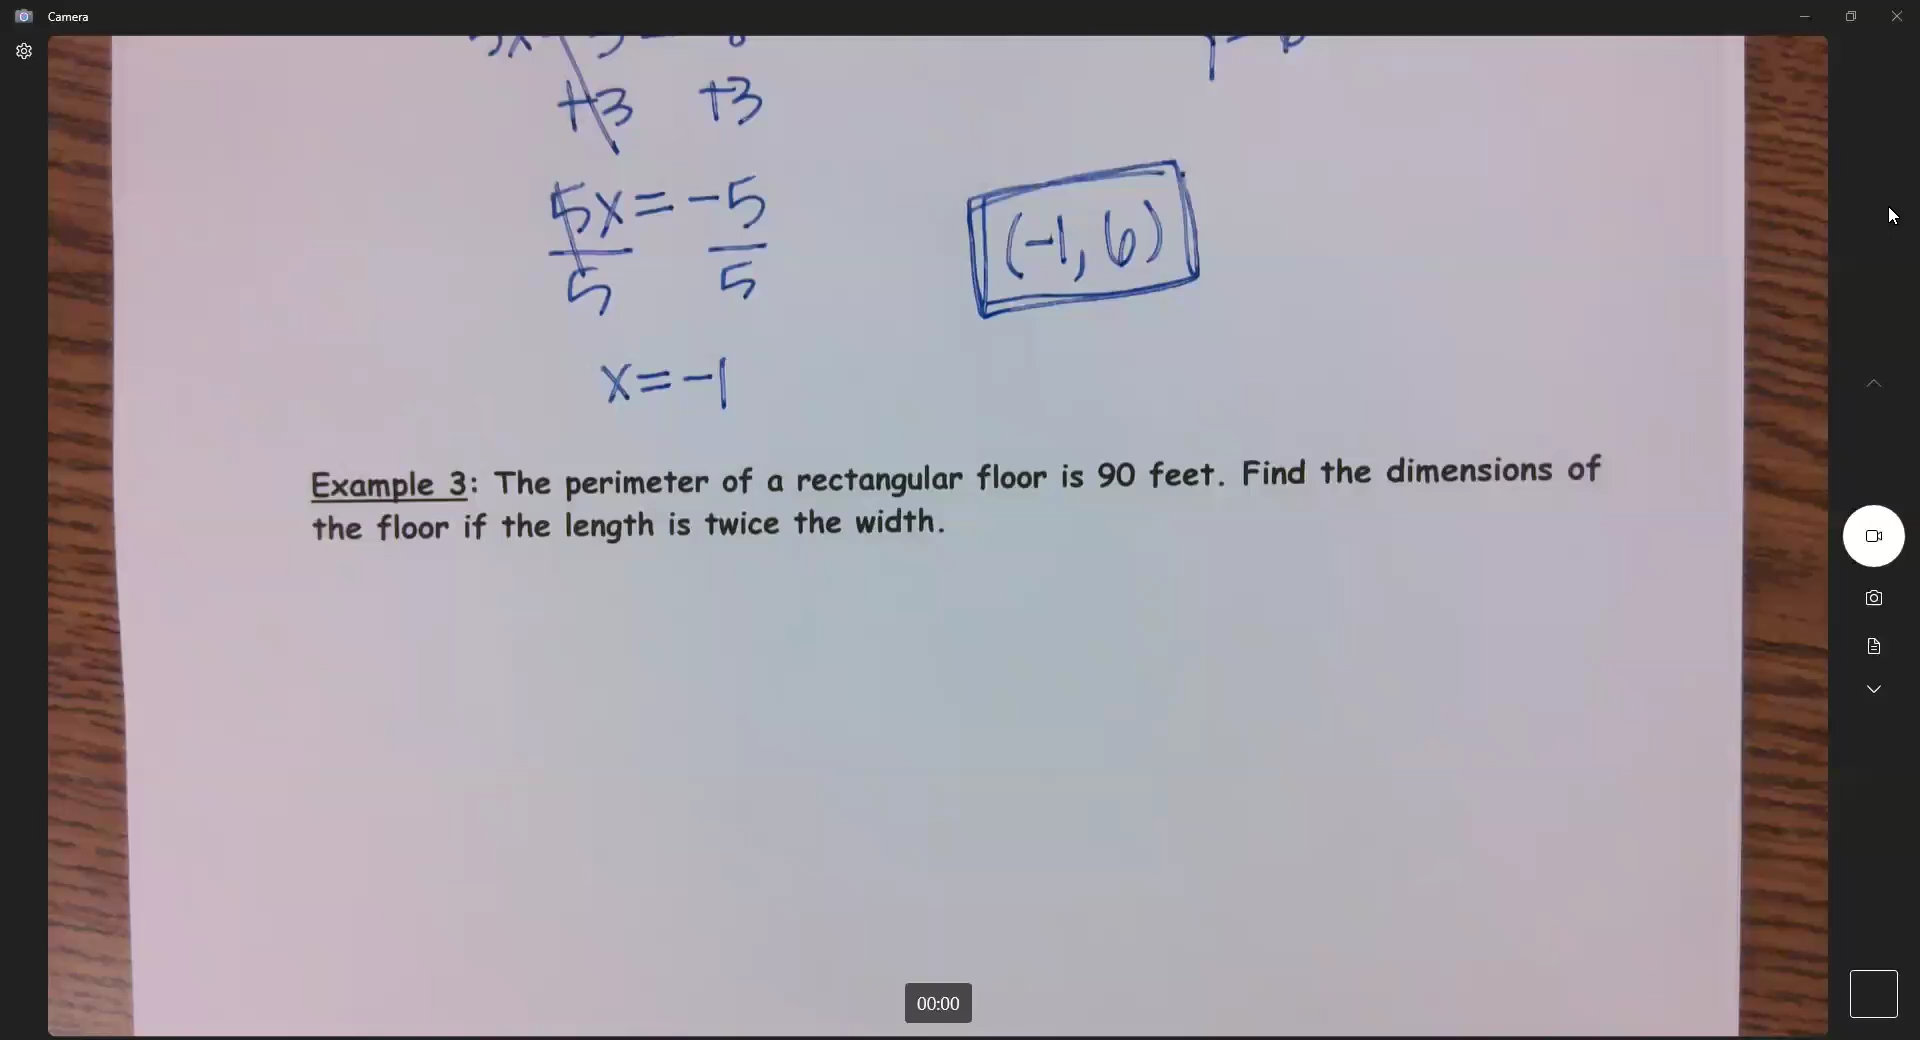 Camera
+3 +3
5x = -5
5 5
(-1, 6)
x = -1
Example 3: The perimeter of a rectangular floor is 90 feet. Find the dimensions of
the floor if the length is twice the width.
00:00